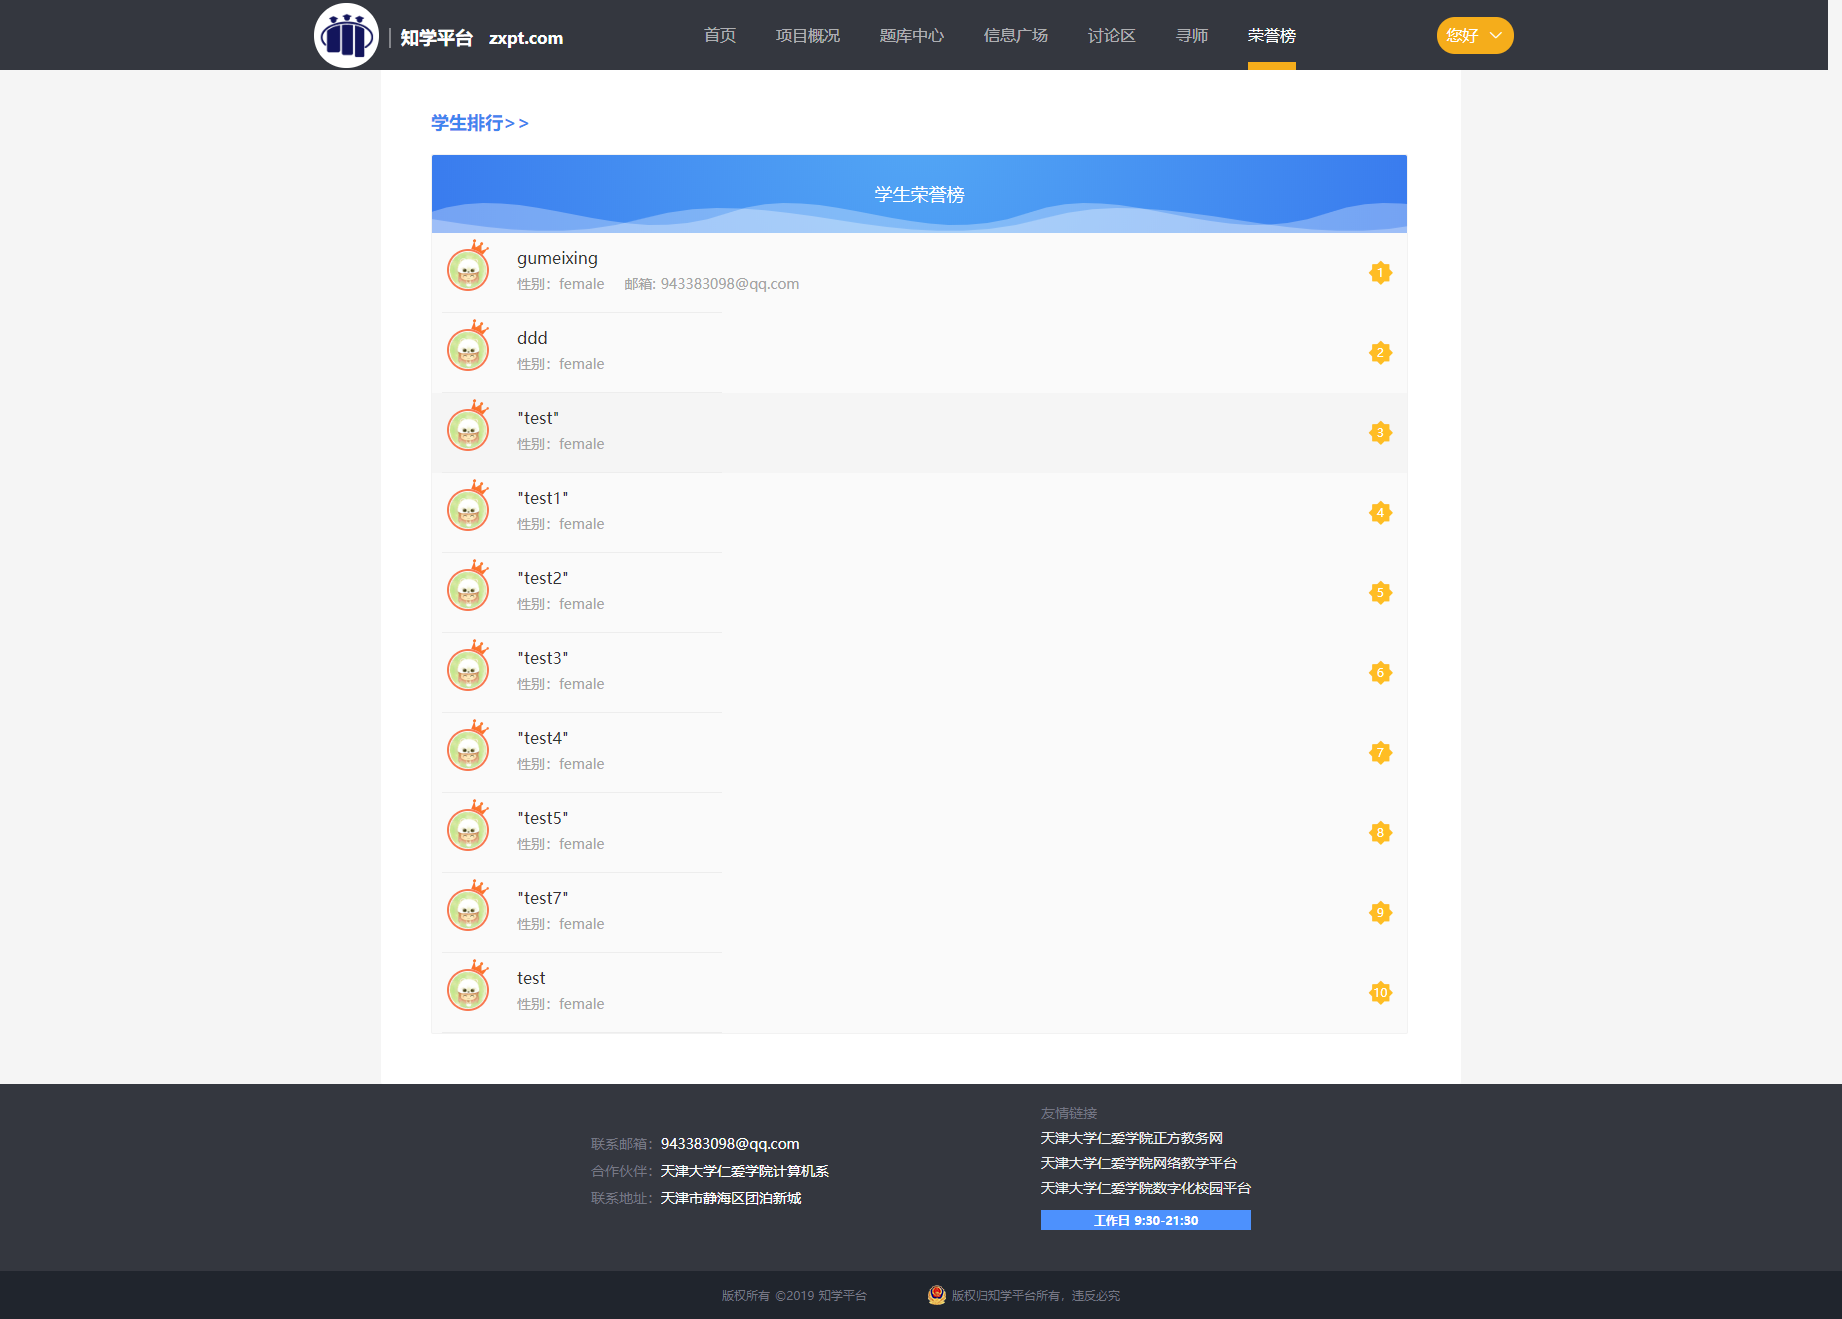 知学平台 zxpt.com
首页 项目概况 题库中心 信息广场 讨论区 寻师 荣誉榜
您好
学生排行>>
学生荣誉榜
gumeixing
性别：female 邮箱: 943383098@qq.com
1
ddd
性别：female
2
"test"
性别：female
3
"test1"
性别：female
4
"test2"
性别：female
5
"test3"
性别：female
6
"test4"
性别：female
7
"test5"
性别：female
8
"test7"
性别：female
9
test
性别：female
10
联系邮箱：943383098@qq.com
合作伙伴：天津大学仁爱学院计算机系
联系地址：天津市静海区团泊新城
友情链接
天津大学仁爱学院正方教务网
天津大学仁爱学院网络教学平台
天津大学仁爱学院数字化校园平台
工作日 9:30-21:30
版权所有 ©2019 知学平台
版权归知学平台所有，违反必究